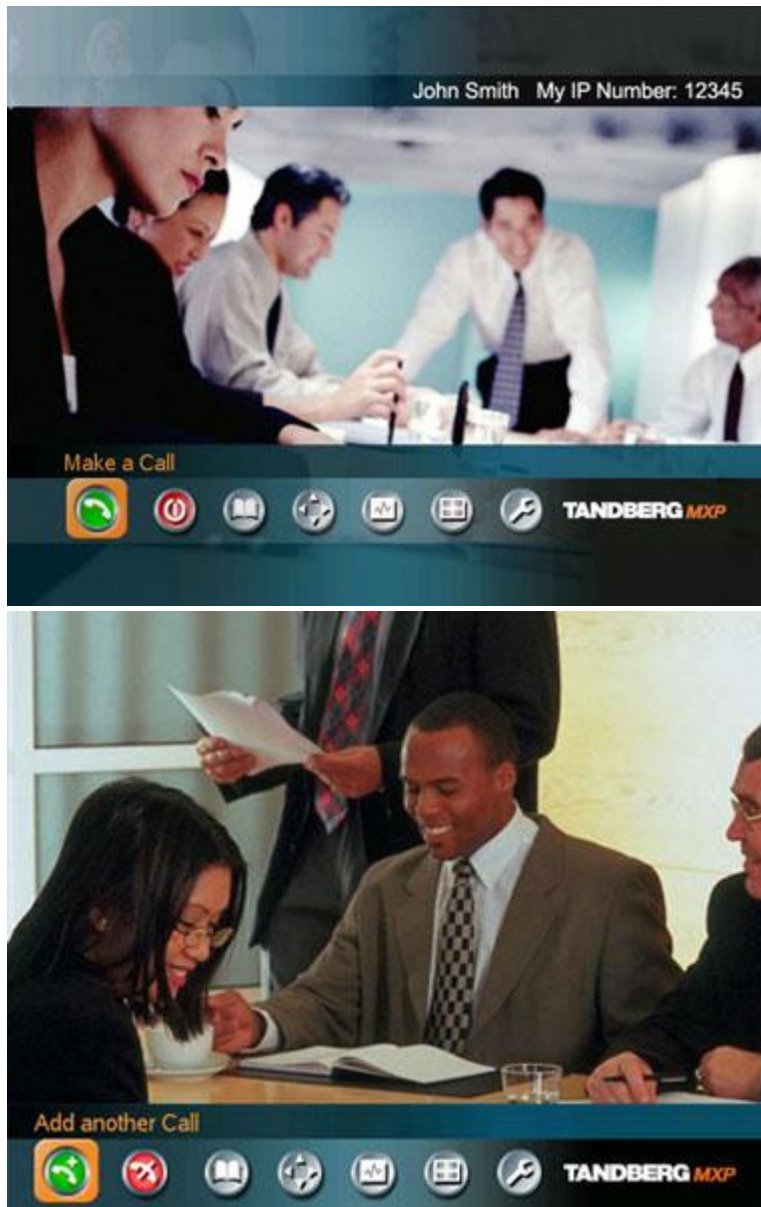 John Smith My IP Number: 12345
Make a Call
TANDBERG MXP
Add another Call
TANDBERG MXP